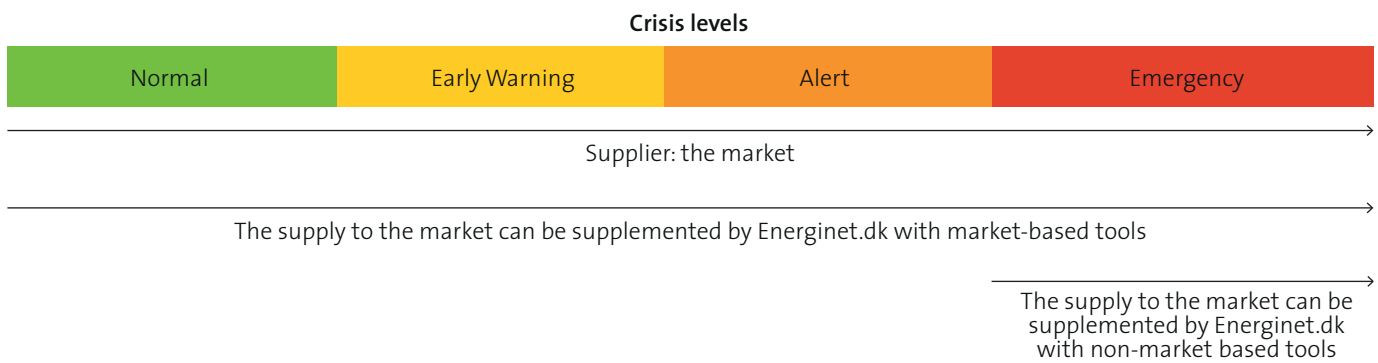 Crisis levels
Normal
Early Warning
Alert
Emergency
Supplier: the market
The supply to the market can be supplemented by Energinet.dk with market-based tools
The supply to the market can be
supplemented by Energinet.dk
with non-market based tools